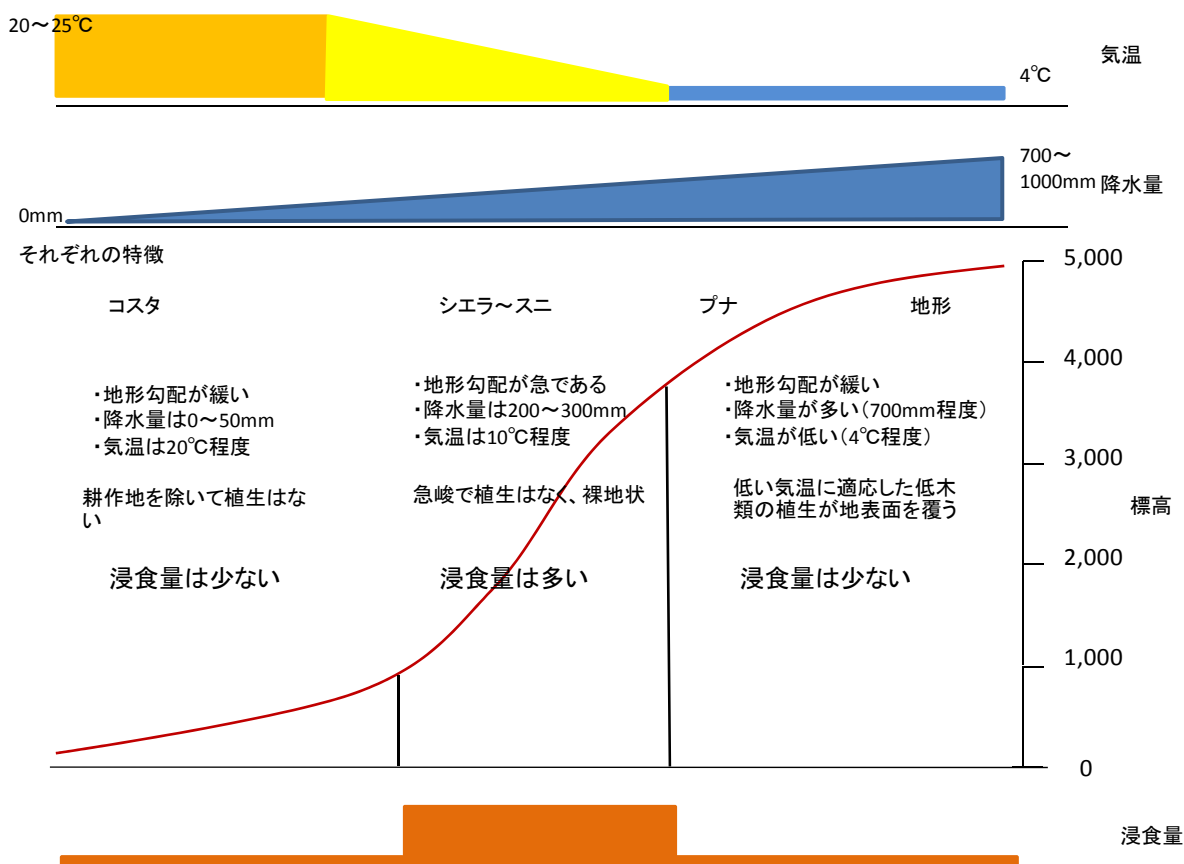 20～25℃
気温
4℃
700～
1000mm
降水量
0mm
それぞれの特徴
5,000
コスタ
シエラ～スニ
プナ
地形
4,000
・地形勾配が緩い
・降水量は0～50mm
・気温は20℃程度
・地形勾配が急である
・降水量は200～300mm
・気温は10℃程度
・地形勾配が緩い
・降水量が多い（700mm程度）
・気温が低い（4℃程度）
3,000
耕作地を除いて植生はな
い
急峻で植生はなく、裸地状
低い気温に適応した低木
類の植生が地表面を覆う
標高
2,000
浸食量は少ない
浸食量は多い
浸食量は少ない
1,000
0
浸食量